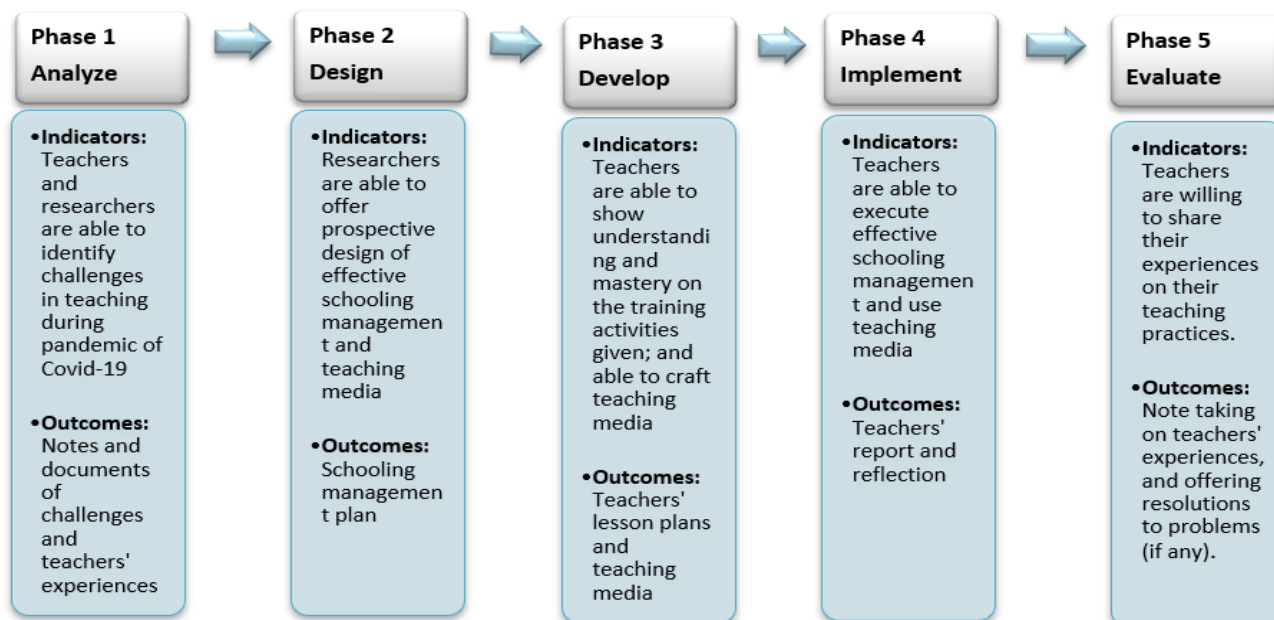 Phase 1
Analyze
•Indicators:
Teachers
and
researchers
are able to
identify
challenges
in teaching
during
pandemic of
Covid-19
•Outcomes:
Notes and
documents
of
challenges
and
teachers'
experiences
Phase 2
Design
•Indicators:
Researchers
are able to
offer
prospective
design of
effective
schooling
managemen
t and
teaching
media
•Outcomes:
Schooling
managemen
t plan
Phase 3
Develop
•Indicators:
Teachers
are able to
show
understandi
ng and
mastery on
the training
activities
given; and
able to craft
teaching
media
•Outcomes:
Teachers'
lesson plans
and
teaching
media
Phase 4
Implement
•Indicators:
Teachers
are able to
execute
effective
schooling
managemen
t and use
teaching
media
•Outcomes:
Teachers'
report and
reflection
Phase 5
Evaluate
•Indicators:
Teachers
are willing
to share
their
experiences
on their
teaching
practices.
•Outcomes:
Note taking
on teachers'
experiences,
and offering
resolutions
to problems
(if any).